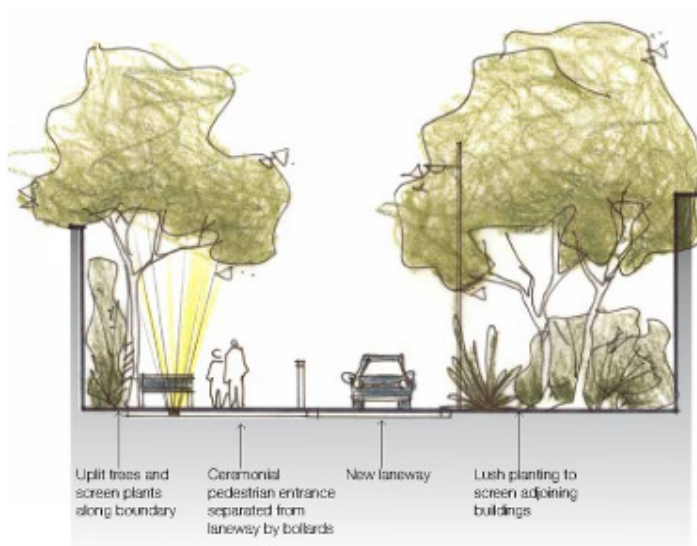 Uplit trees and
screen plants
along boundary
Ceremonial
pedestrian entrance
separated from
laneway by bollards
New laneway
Lush planting to
screen adjoining
buildings